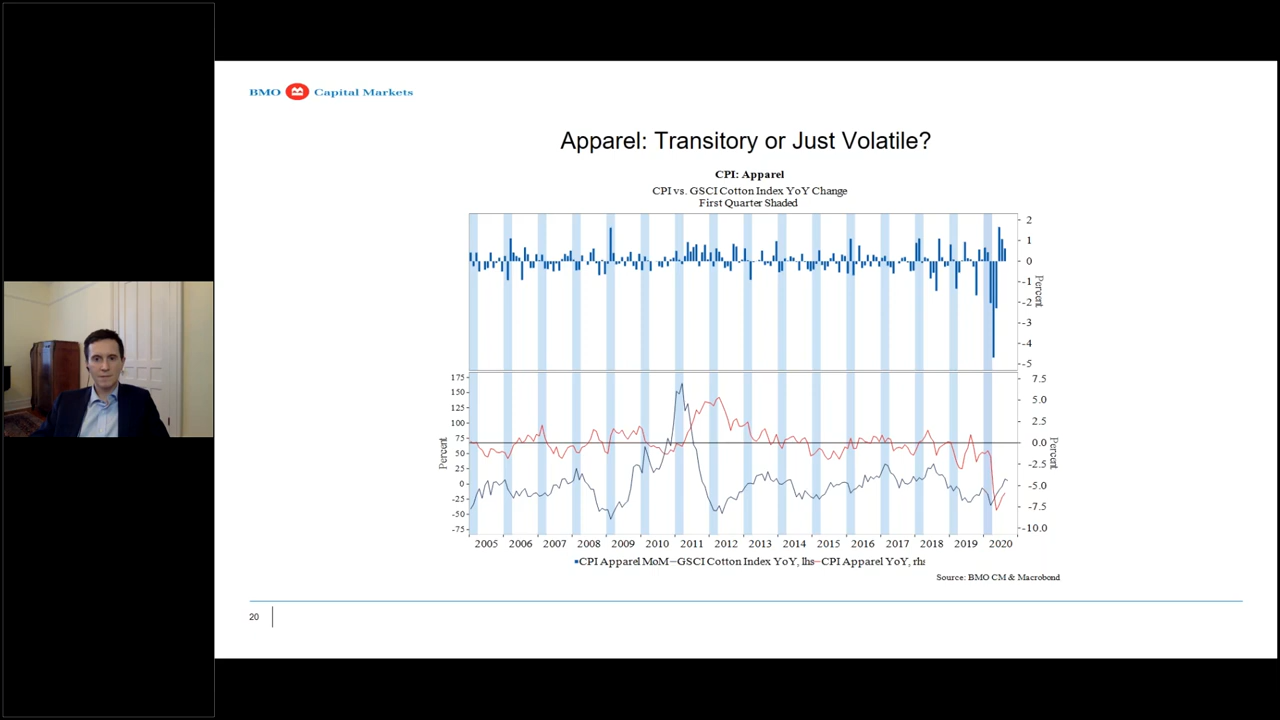 BMO Capital Markets
Apparel: Transitory or Just Volatile?
CPI: Apparel
CPI vs. GSCI Cotton Index YoY Change
First Quarter Shaded
2
1
0
-1
-2
-3
-4
-5
Percent
175
150
125
100
75
50
25
0
-25
-50
-75
Percent
7.5
5.0
2.5
0.0
-2.5
-5.0
-7.5
-10.0
Percent
2005 2006 2007 2008 2009 2010 2011 2012 2013 2014 2015 2016 2017 2018 2019 2020
CPI Apparel MoM GSCI Cotton Index YoY, lhs CPI Apparel YoY, rhs
Source: BMO CM & Macrobond
20